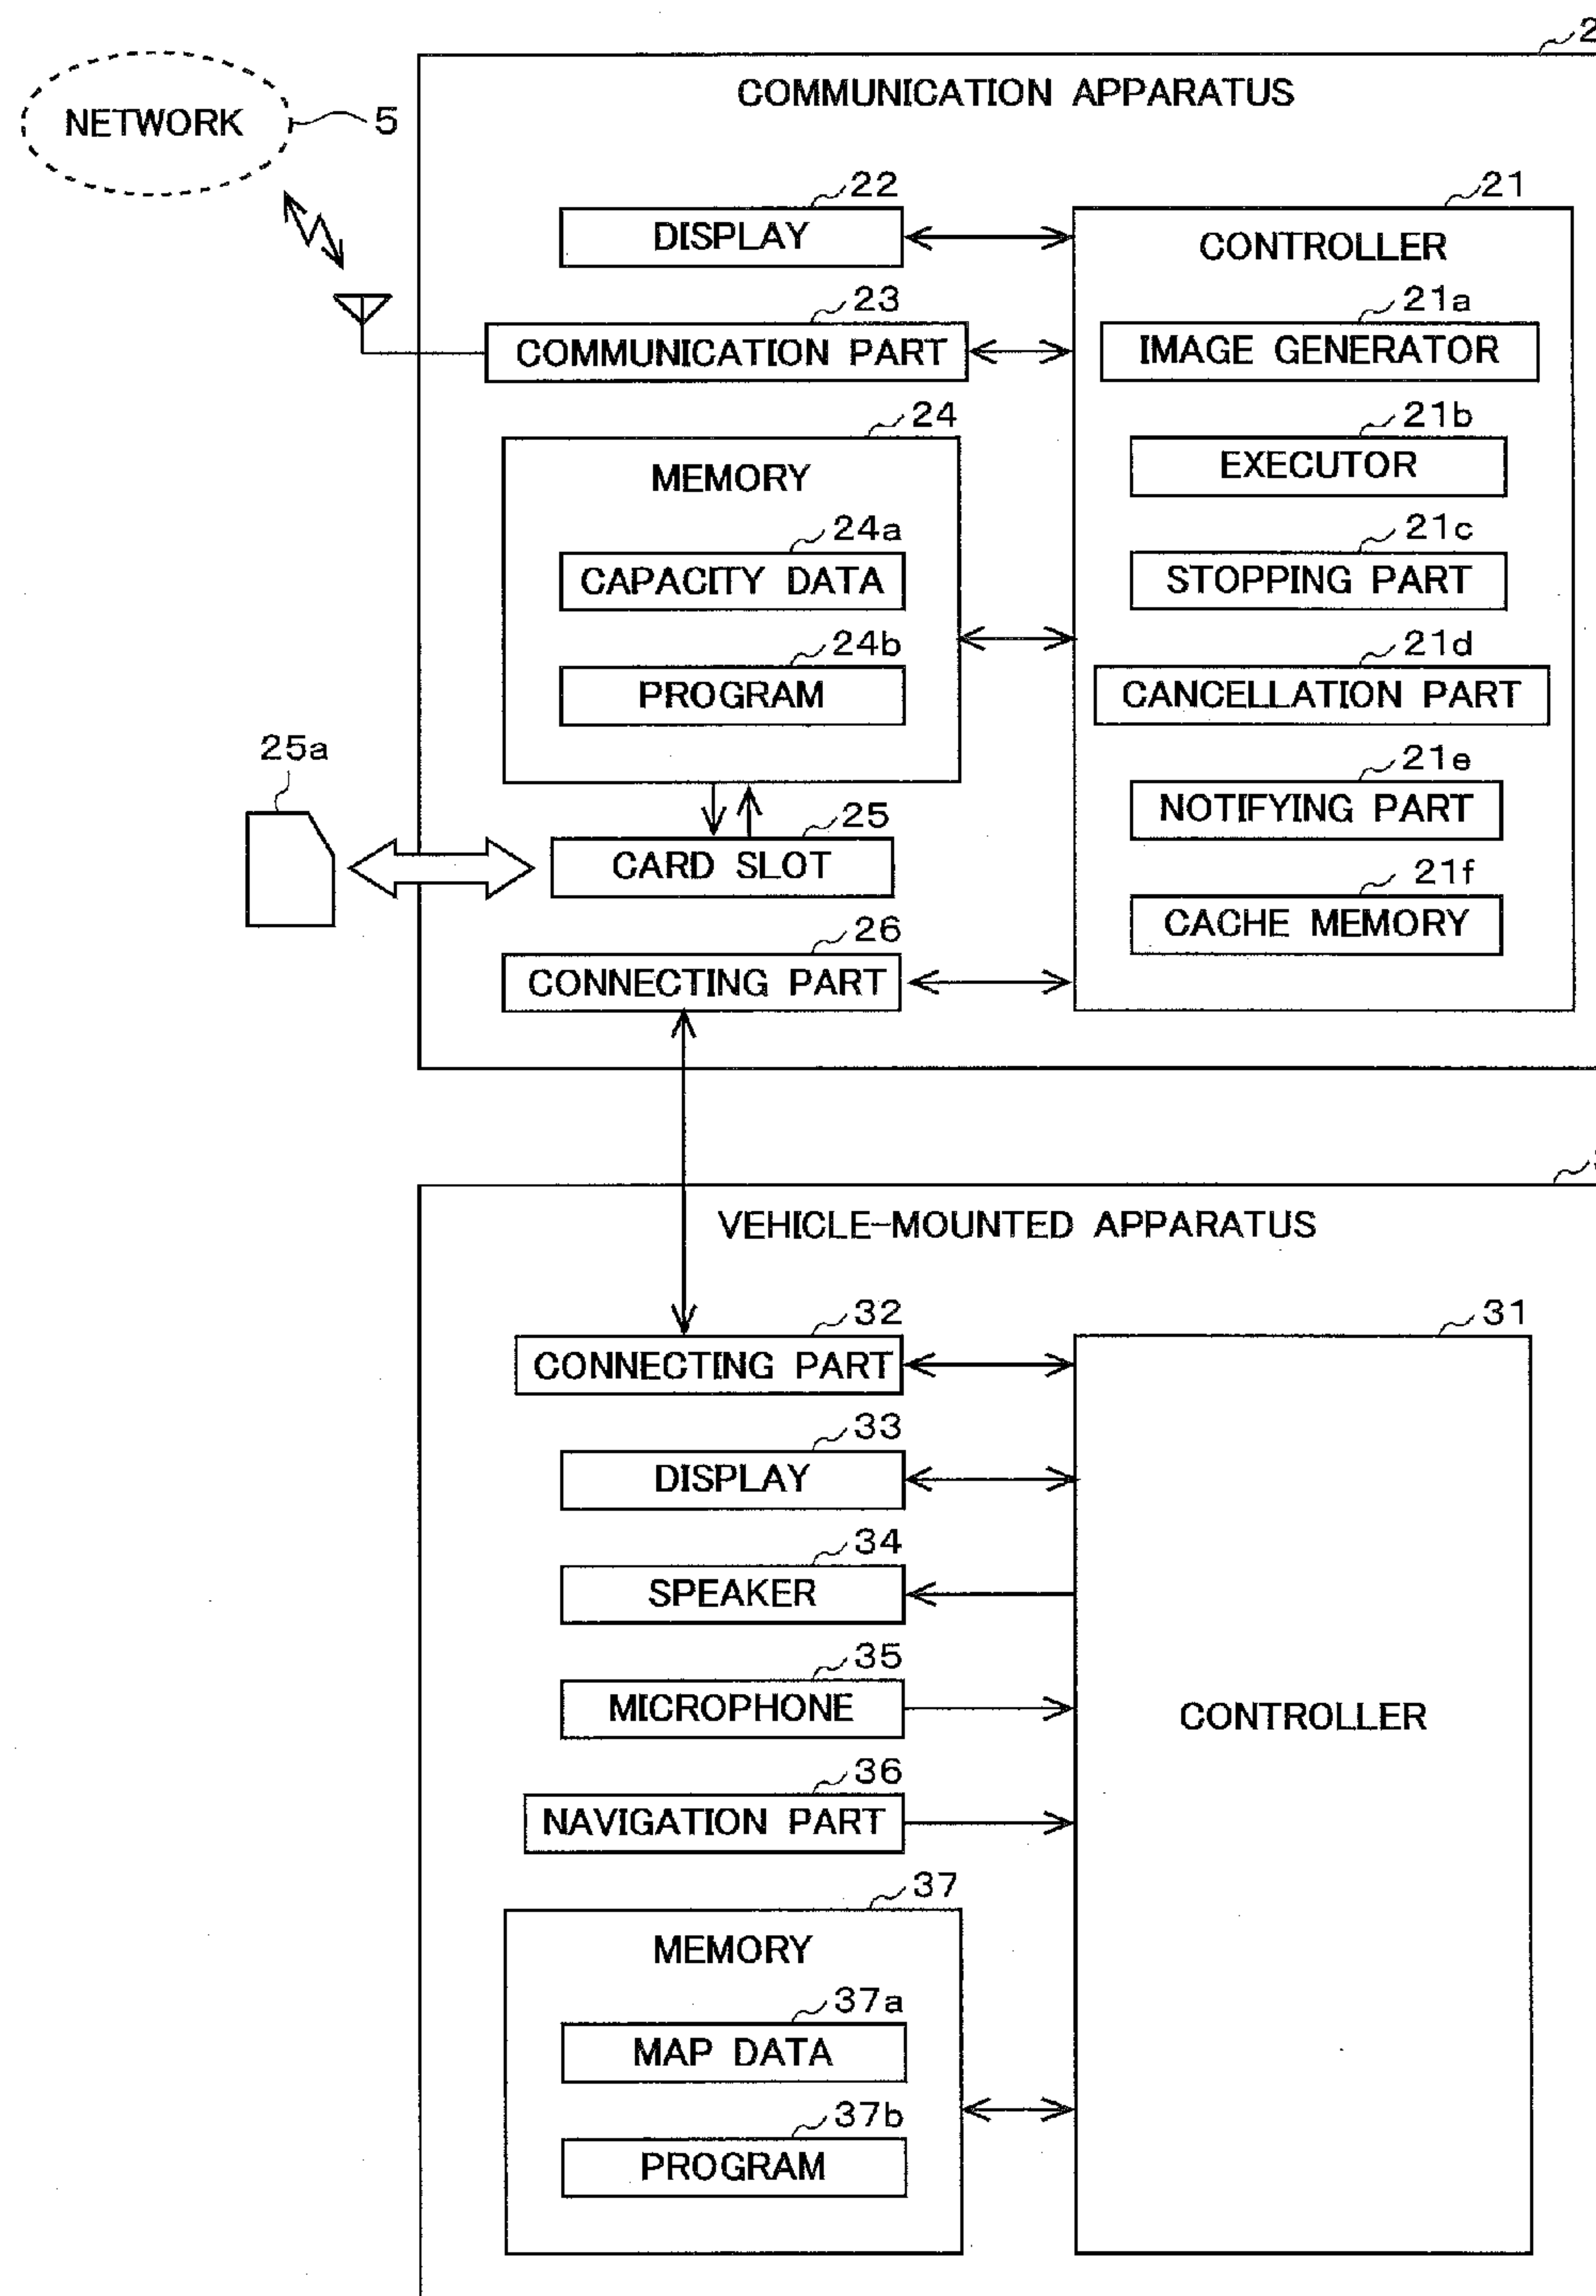 2
COMMUNICATION APPARATUS
NETWORK
5
22
DISPLAY
21
CONTROLLER
23
COMMUNICATION PART
21a
IMAGE GENERATOR
24
MEMORY
21b
EXECUTOR
24a
CAPACITY DATA
21c
STOPPING PART
24b
PROGRAM
21d
CANCELLATION PART
25a
21e
NOTIFYING PART
25
CARD SLOT
21f
CACHE MEMORY
26
CONNECTING PART
VEHICLE-MOUNTED APPARATUS
32
CONNECTING PART
31
CONTROLLER
33
DISPLAY
34
SPEAKER
35
MICROPHONE
36
NAVIGATION PART
37
MEMORY
37a
MAP DATA
37b
PROGRAM